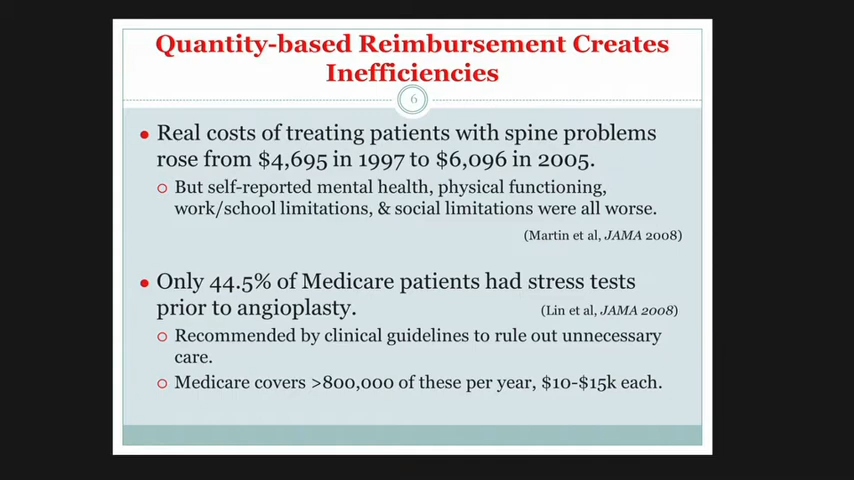 Quantity-based Reimbursement Creates
Inefficiencies
6
Real costs of treating patients with spine problems
rose from $4,695 in 1997 to $6,096 in 2005.
But self-reported mental health, physical functioning,
work/school limitations, & social limitations were all worse.
(Martin et al, JAMA 2008)
Only 44.5% of Medicare patients had stress tests
prior to angioplasty.
(Lin et al, JAMA 2008)
Recommended by clinical guidelines to rule out unnecessary
care.
Medicare covers >800,000 of these per year, $10-$15k each.